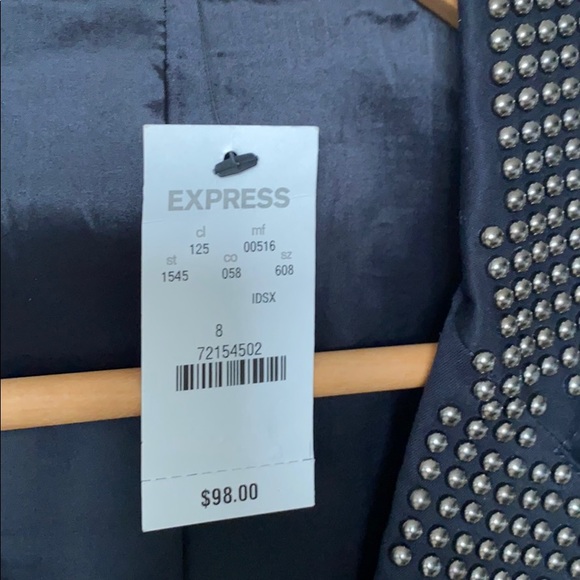 EXPRESS
cl mf
125 00516
st co sz
1545 058 608
IDSX
8
72154502
$98.00